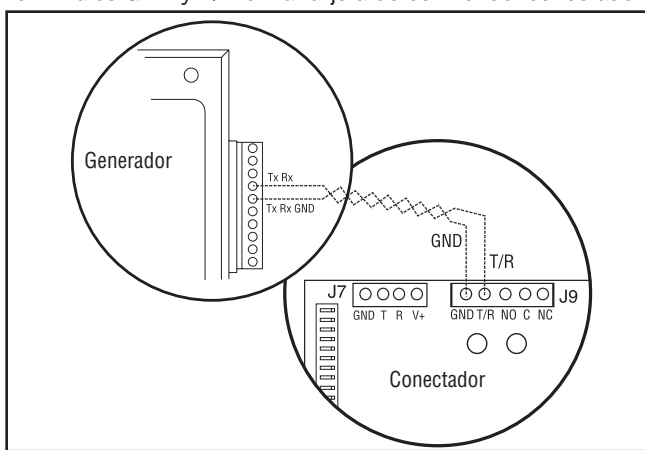 Generador
Tx Rx
Tx Rx GND
GND
T/R
J7
GND T R V+
GND T/R NO C NC
J9
Conectador